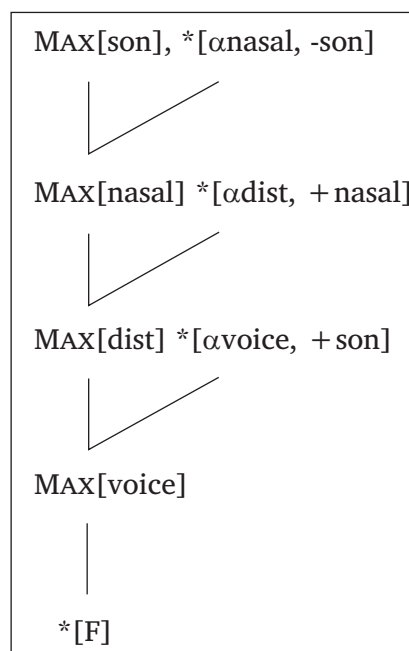 MAX[son], *[αnasal, -son]
MAX[nasal] *[αdist, +nasal]
MAX[dist] *[αvoice, +son]
MAX[voice]
*[F]